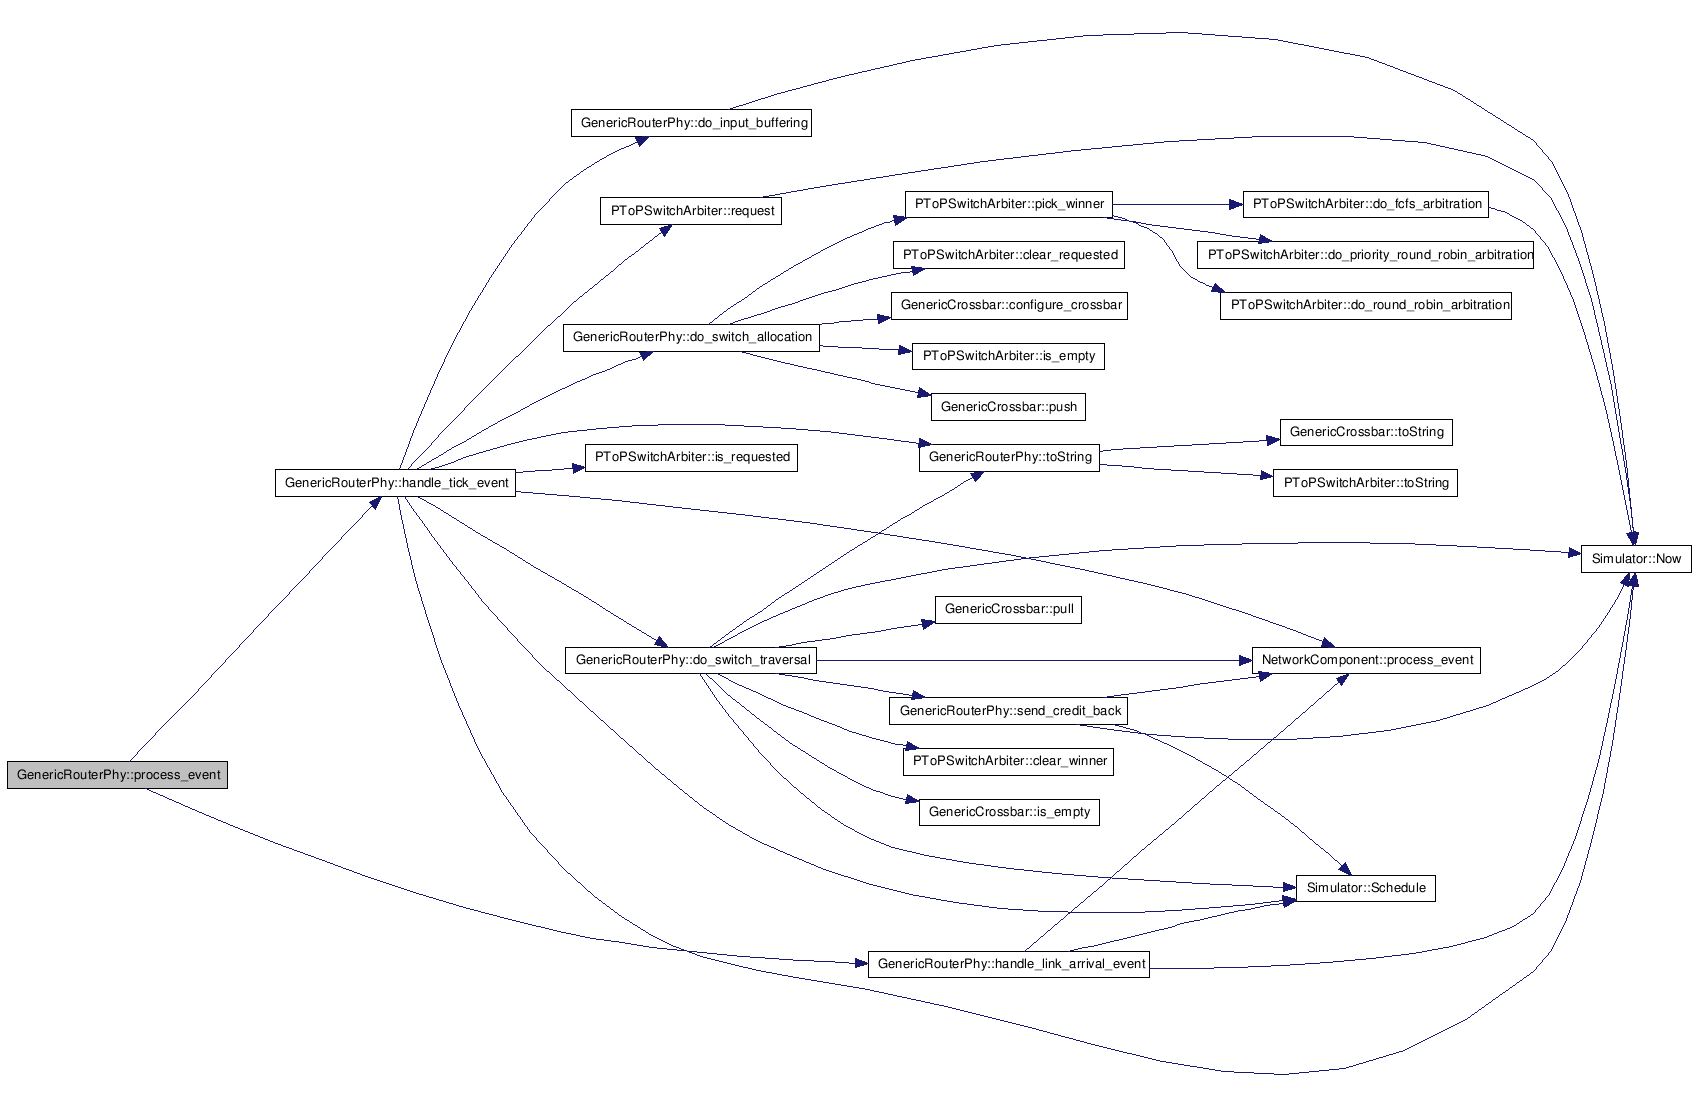 GenericRouterPhy::do_input_buffering
PToPSwitchArbiter::request
PToPSwitchArbiter::pick_winner
PToPSwitchArbiter::do_fcfs_arbitration
PToPSwitchArbiter::clear_requested
PToPSwitchArbiter::do_priority_round_robin_arbitration
GenericCrossbar::configure_crossbar
PToPSwitchArbiter::do_round_robin_arbitration
GenericRouterPhy::do_switch_allocation
PToPSwitchArbiter::is_empty
GenericCrossbar::push
GenericCrossbar::toString
PToPSwitchArbiter::is_requested
GenericRouterPhy::toString
GenericRouterPhy::handle_tick_event
PToPSwitchArbiter::toString
Simulator::Now
GenericCrossbar::pull
GenericRouterPhy::do_switch_traversal
NetworkComponent::process_event
GenericRouterPhy::send_credit_back
PToPSwitchArbiter::clear_winner
GenericRouterPhy::process_event
GenericCrossbar::is_empty
Simulator::Schedule
GenericRouterPhy::handle_link_arrival_event